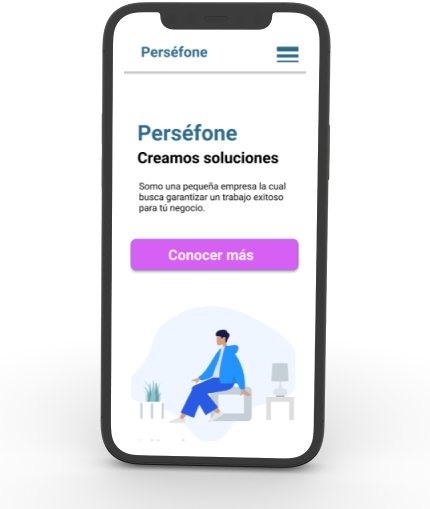 Perséfone
Perséfone
Creamos soluciones
Somo una pequeña empresa la cual
busca garantizar un trabajo exitoso
para tú negocio.
Conocer más